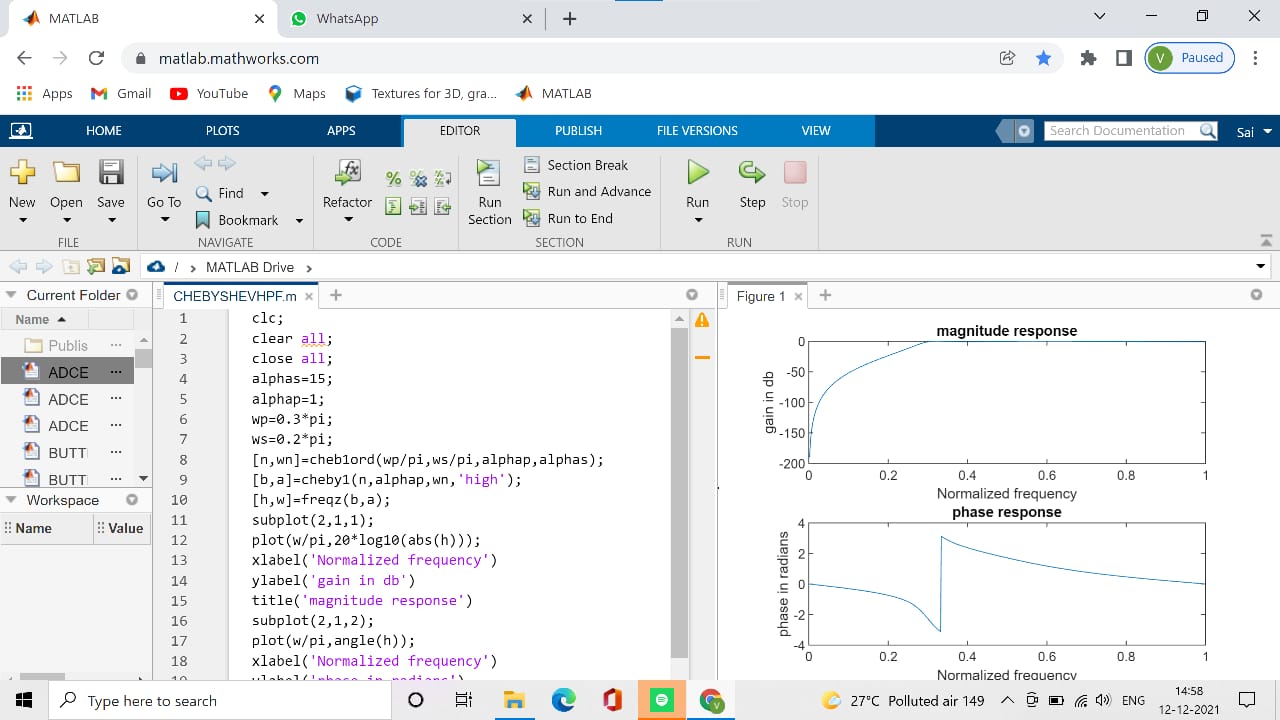 MATLAB
WhatsApp
matlab.mathworks.com
V Paused
Apps Gmail YouTube Maps Textures for 3D, gra... MATLAB
HOME PLOTS APPS EDITOR PUBLISH FILE VERSIONS VIEW Search Documentation Sai
New Open Save Go To Find Bookmark Refactor Run Section Section Break Run and Advance Run to End Run Step Stop
FILE NAVIGATE CODE SECTION RUN
/ › MATLAB Drive ›
Current Folder
Name
Publis ...
ADCE ...
ADCE ...
ADCE ...
BUTT ...
BUTT ...
Workspace
Name Value
CHEBYSHEVHPF.m
1 clc;
2 clear all;
3 close all;
4 alphas=15;
5 alphap=1;
6 wp=0.3*pi;
7 ws=0.2*pi;
8 [n,wn]=cheb1ord(wp/pi,ws/pi,alphap,alphas);
9 [b,a]=cheby1(n,alphap,wn,'high');
10 [h,w]=freqz(b,a);
11 subplot(2,1,1);
12 plot(w/pi,20*log10(abs(h)));
13 xlabel('Normalized frequency')
14 ylabel('gain in db')
15 title('magnitude response')
16 subplot(2,1,2);
17 plot(w/pi,angle(h));
18 xlabel('Normalized frequency')
19 ylabel('phase in radians')
Figure 1
magnitude response
gain in db
0
-50
-100
-150
-200
0 0.2 0.4 0.6 0.8 1
Normalized frequency
phase response
phase in radians
4
2
0
-2
-4
0 0.2 0.4 0.6 0.8 1
Normalized frequency
Type here to search
27°C Polluted air 149
ENG
14:58
12-12-2021